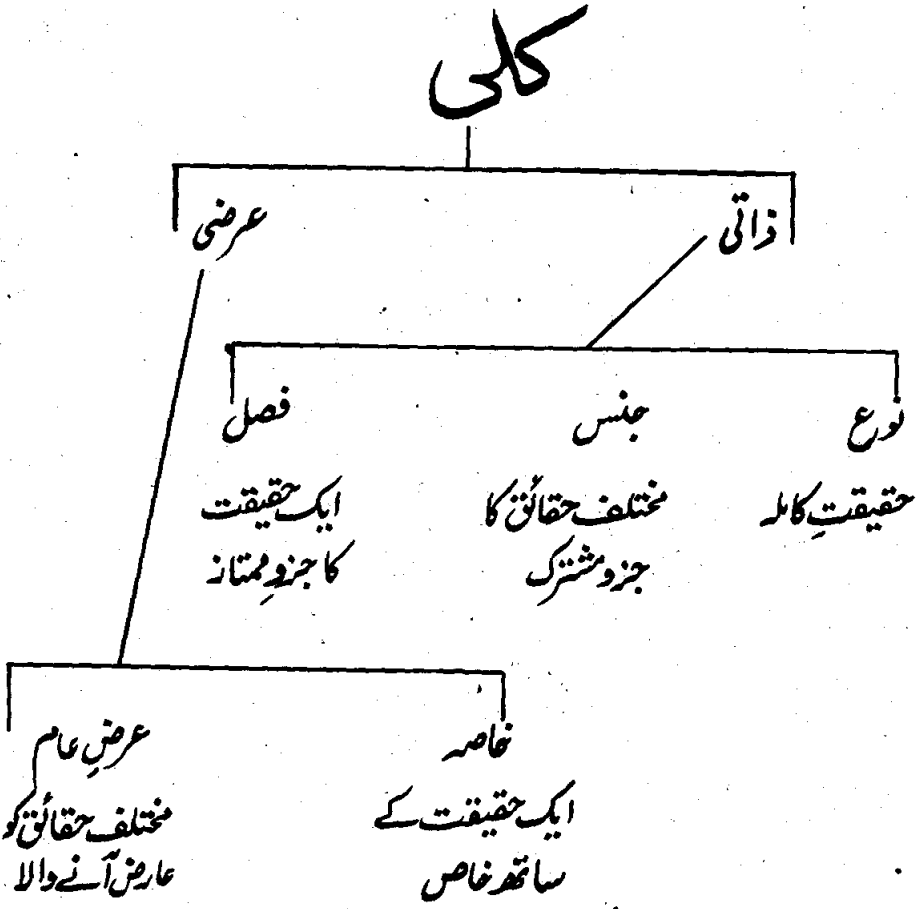 کلی
ذاتی
عرضی
نوع
حقیقتِ کاملہ
جنس
مختلف حقائق کا
جزو مشترک
فصل
ایک حقیقت
کا جزوِ ممتاز
خاصہ
ایک حقیقت کے
ساتھ خاص
عرضِ عام
مختلف حقائق کو
عارض آنے والا